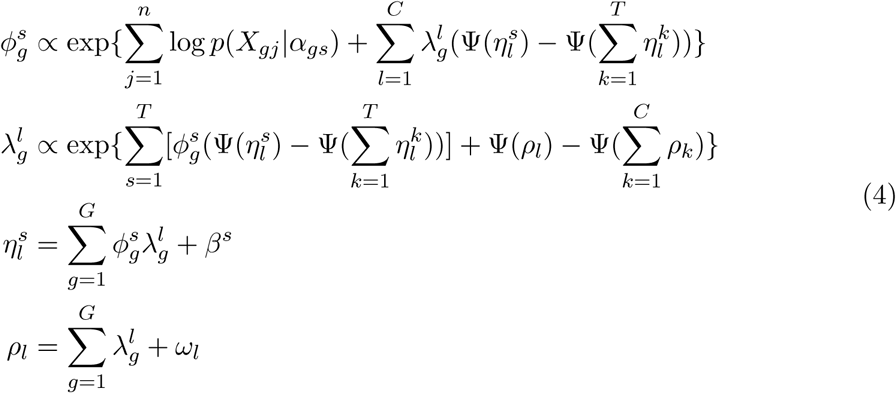 $\phi_g^s \propto \exp\{\sum_{j=1}^{n} \log p(X_{gj}|\alpha_{gs}) + \sum_{l=1}^{C} \lambda_g^l (\Psi(\eta_l^s) - \Psi(\sum_{k=1}^{T} \eta_l^k))\}$
$\lambda_g^l \propto \exp\{\sum_{s=1}^{T} [\phi_g^s (\Psi(\eta_l^s) - \Psi(\sum_{k=1}^{T} \eta_l^k))] + \Psi(\rho_l) - \Psi(\sum_{k=1}^{C} \rho_k)\}$
(4)
$\eta_l^s = \sum_{g=1}^{G} \phi_g^s \lambda_g^l + \beta^s$
$\rho_l = \sum_{g=1}^{G} \lambda_g^l + \omega_l$